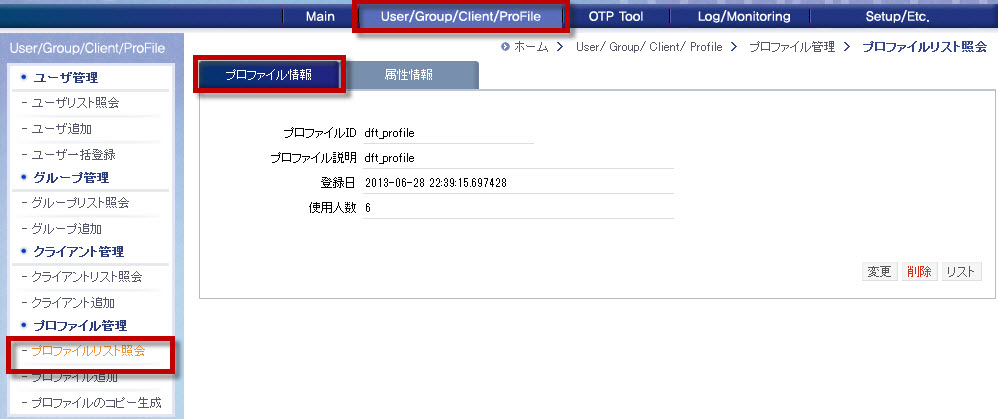 Main User/Group/Client/ProFile OTP Tool Log/Monitoring Setup/Etc.
User/Group/Client/ProFile
ホーム > User/ Group/ Client/ Profile > プロファイル管理 > プロファイルリスト照会
ユーザ管理
- ユーザリスト照会
- ユーザ追加
- ユーザ一括登録
グループ管理
- グループリスト照会
- グループ追加
クライアント管理
- クライアントリスト照会
- クライアント追加
プロファイル管理
- プロファイルリスト照会
- プロファイル追加
- プロファイルのコピー生成
プロファイル情報 属性情報
プロファイルID dft_profile
プロファイル説明 dft_profile
登録日 2013-06-28 22:39:15.697428
使用人数 6
変更 削除 リスト